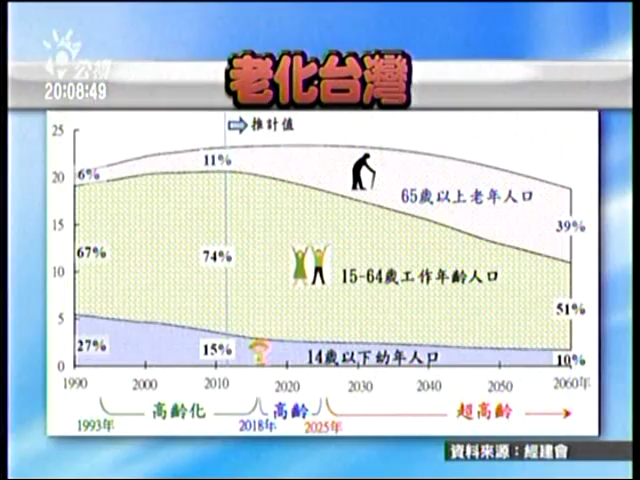 公視
20:08:49
老化台灣
25
推計值
20
6%
11%
65歲以上老年人口
39%
15
67%
74%
10
15-64歲工作年齡人口
51%
5
27%
15%
14歲以下幼年人口
10%
0
1990
2000
2010
2020
2030
2040
2050
2060年
高齡化
高齡
超高齡
1993年
2018年
2025年
資料來源：經建會